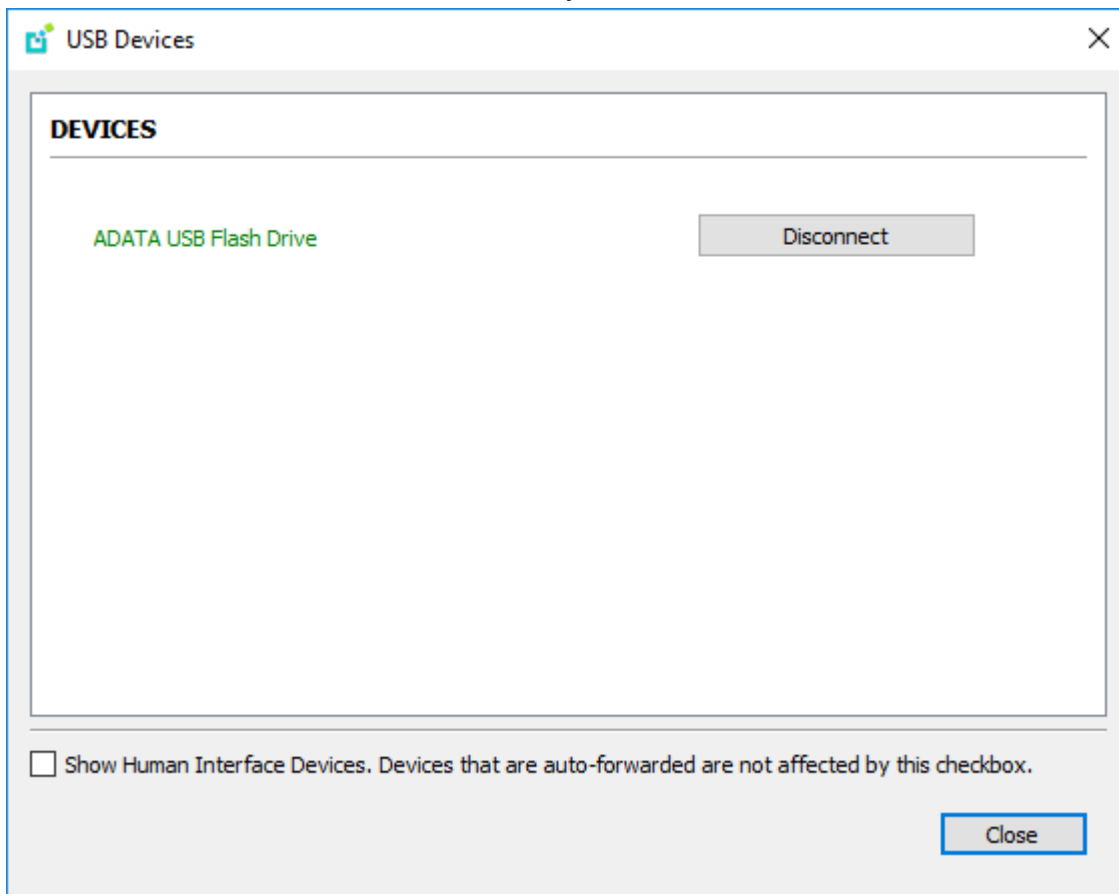 USB Devices
DEVICES
ADATA USB Flash Drive
Disconnect
Show Human Interface Devices. Devices that are auto-forwarded are not affected by this checkbox.
Close